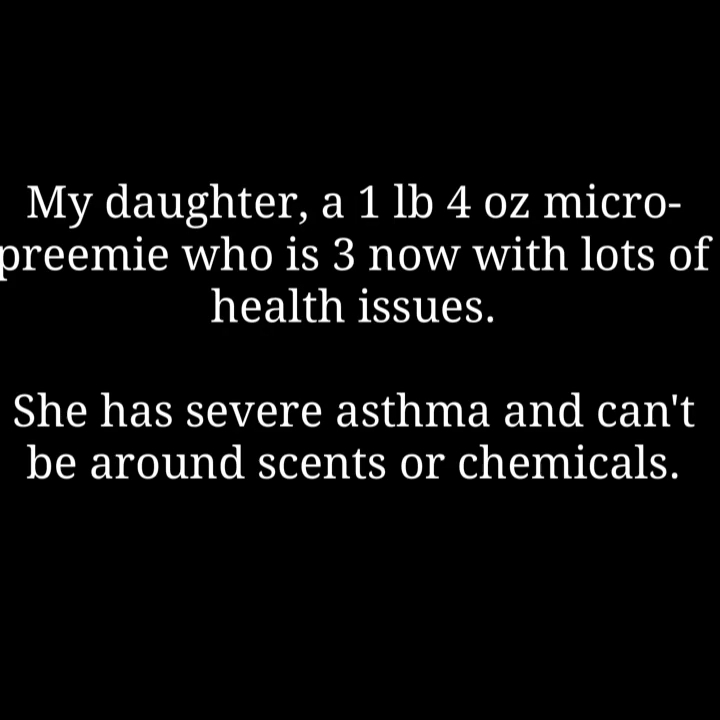 My daughter, a 1 lb 4 oz micro-
preemie who is 3 now with lots of
health issues.
She has severe asthma and can't
be around scents or chemicals.